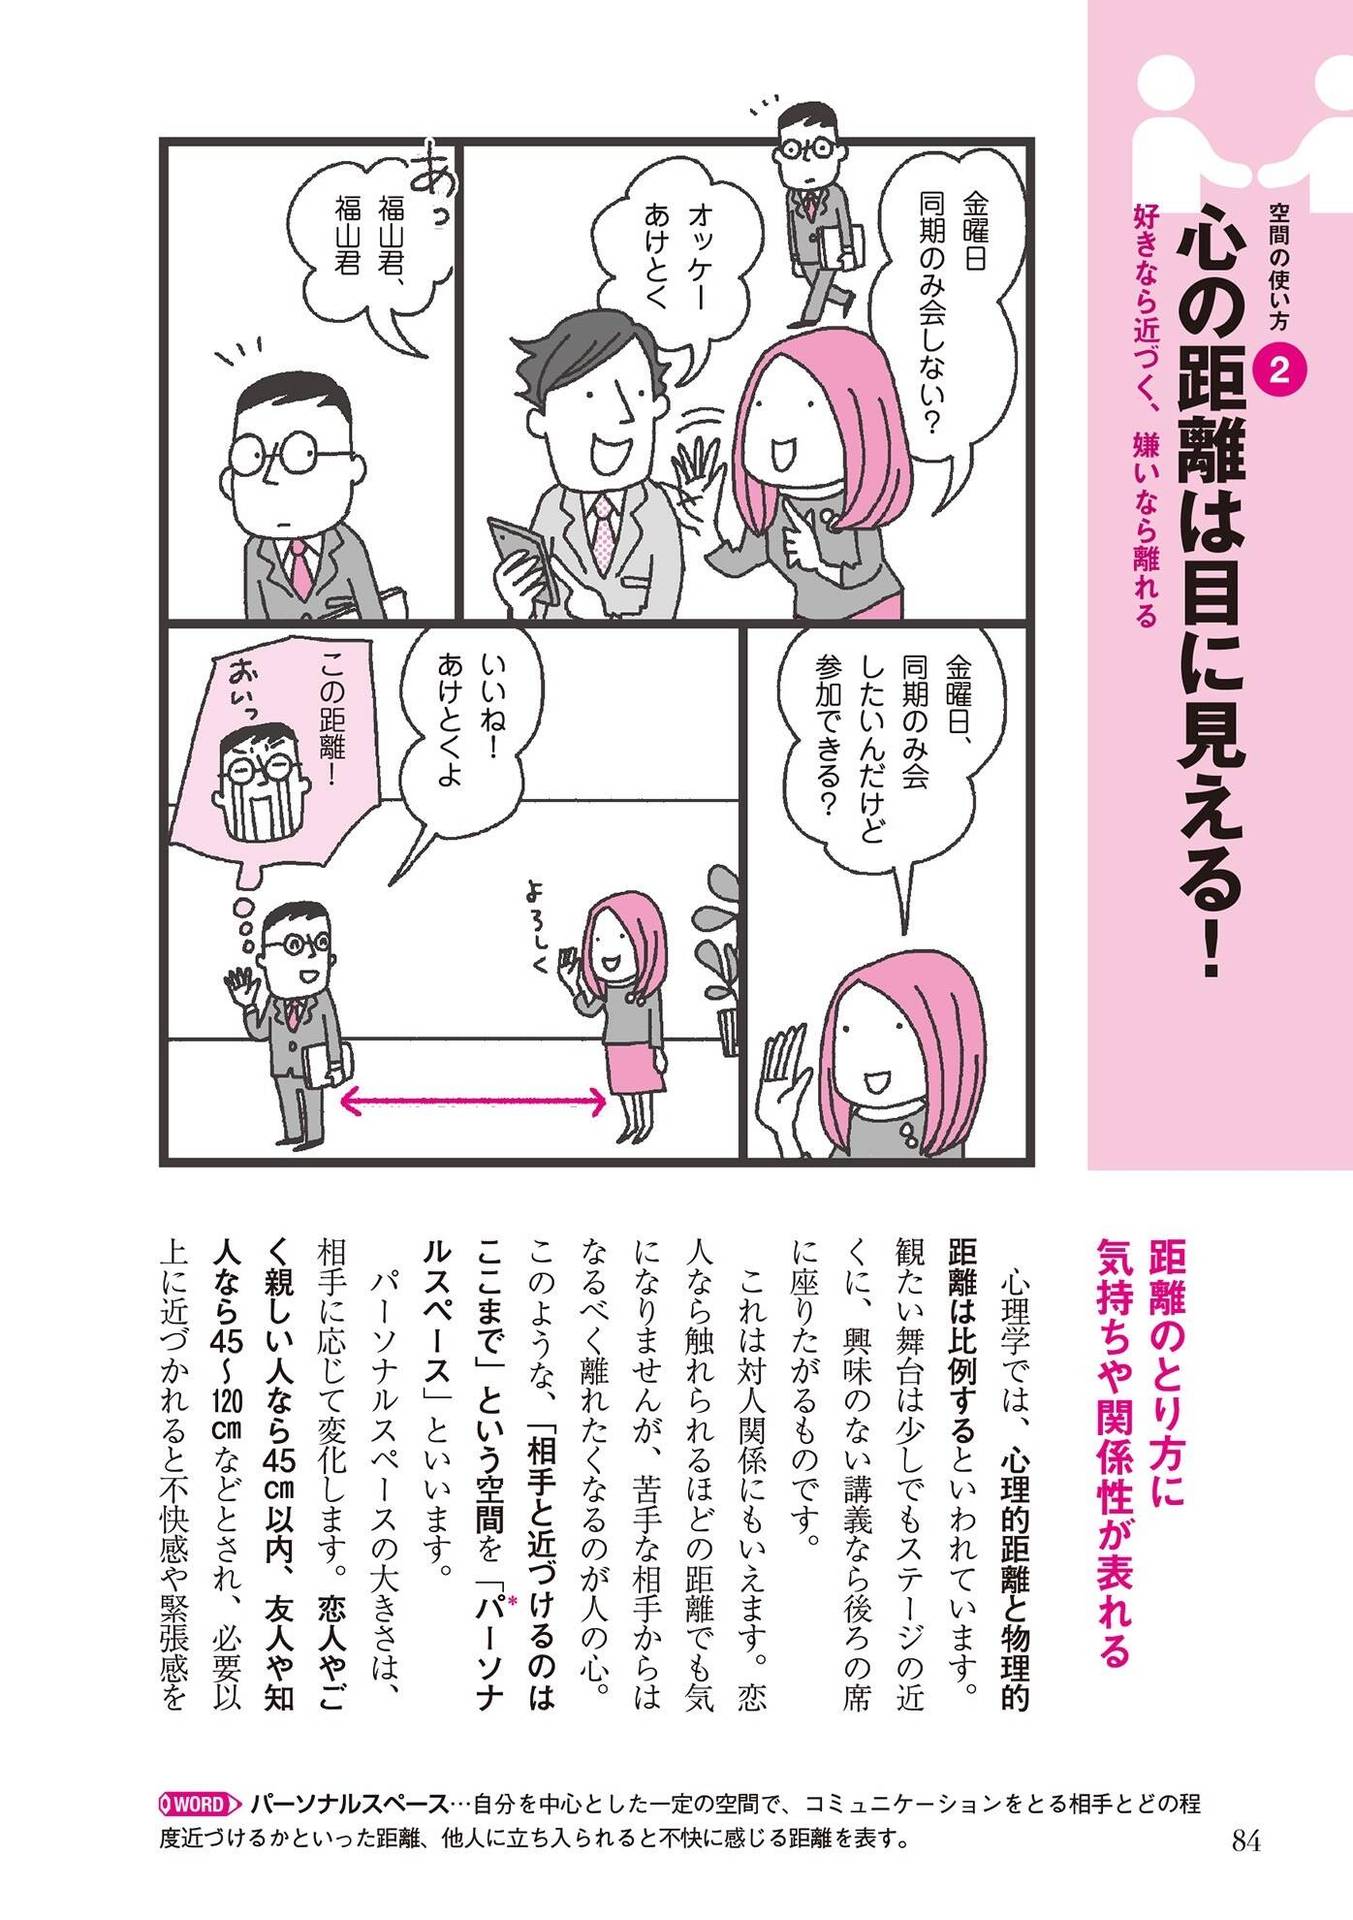 空間の使い方 2
心の距離は目に見える！
好きなら近づく、嫌いなら離れる
金曜日
同期のみ会しない？
オッケー
あけとく
あっ
福山君、
福山君
金曜日、
同期のみ会
したいんだけど
参加できる？
いいね！
あけとくよ
よろしく
この距離！
おいっ
距離のとり方に
気持ちや関係性が表れる
心理学では、心理的距離と物理的
距離は比例するといわれています。
観たい舞台は少しでもステージの近
くに、興味のない講義なら後ろの席
に座りたがるものです。
これは対人関係にもいえます。恋
人なら触れられるほどの距離でも気
になりませんが、苦手な相手からは
なるべく離れたくなるのが人の心。
このような、「相手と近づけるのは
ここまで」という空間を「パ*ーソナ
ルスペース」といいます。
パーソナルスペースの大きさは、
相手に応じて変化します。恋人やご
く親しい人なら45㎝以内、友人や知
人なら45〜120㎝などとされ、必要以
上に近づかれると不快感や緊張感を
WORD パーソナルスペース…自分を中心とした一定の空間で、コミュニケーションをとる相手とどの程
度近づけるかといった距離、他人に立ち入られると不快に感じる距離を表す。
84